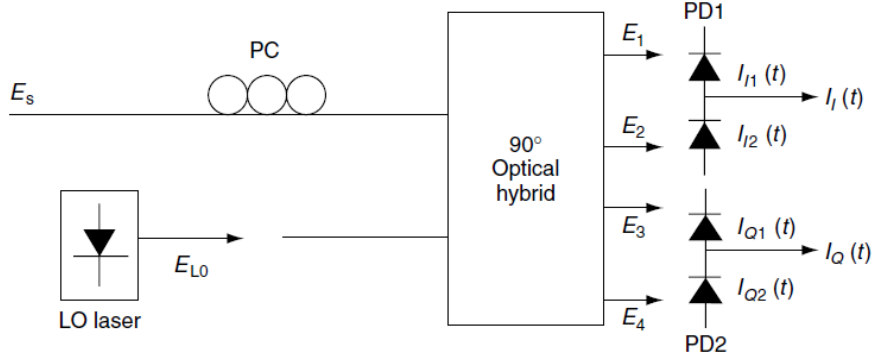 PD1
E1
PC
II1 (t)
Es
II (t)
E2
II2 (t)
90°
Optical
hybrid
E3
IQ1 (t)
IQ (t)
EL0
IQ2 (t)
LO laser
E4
PD2